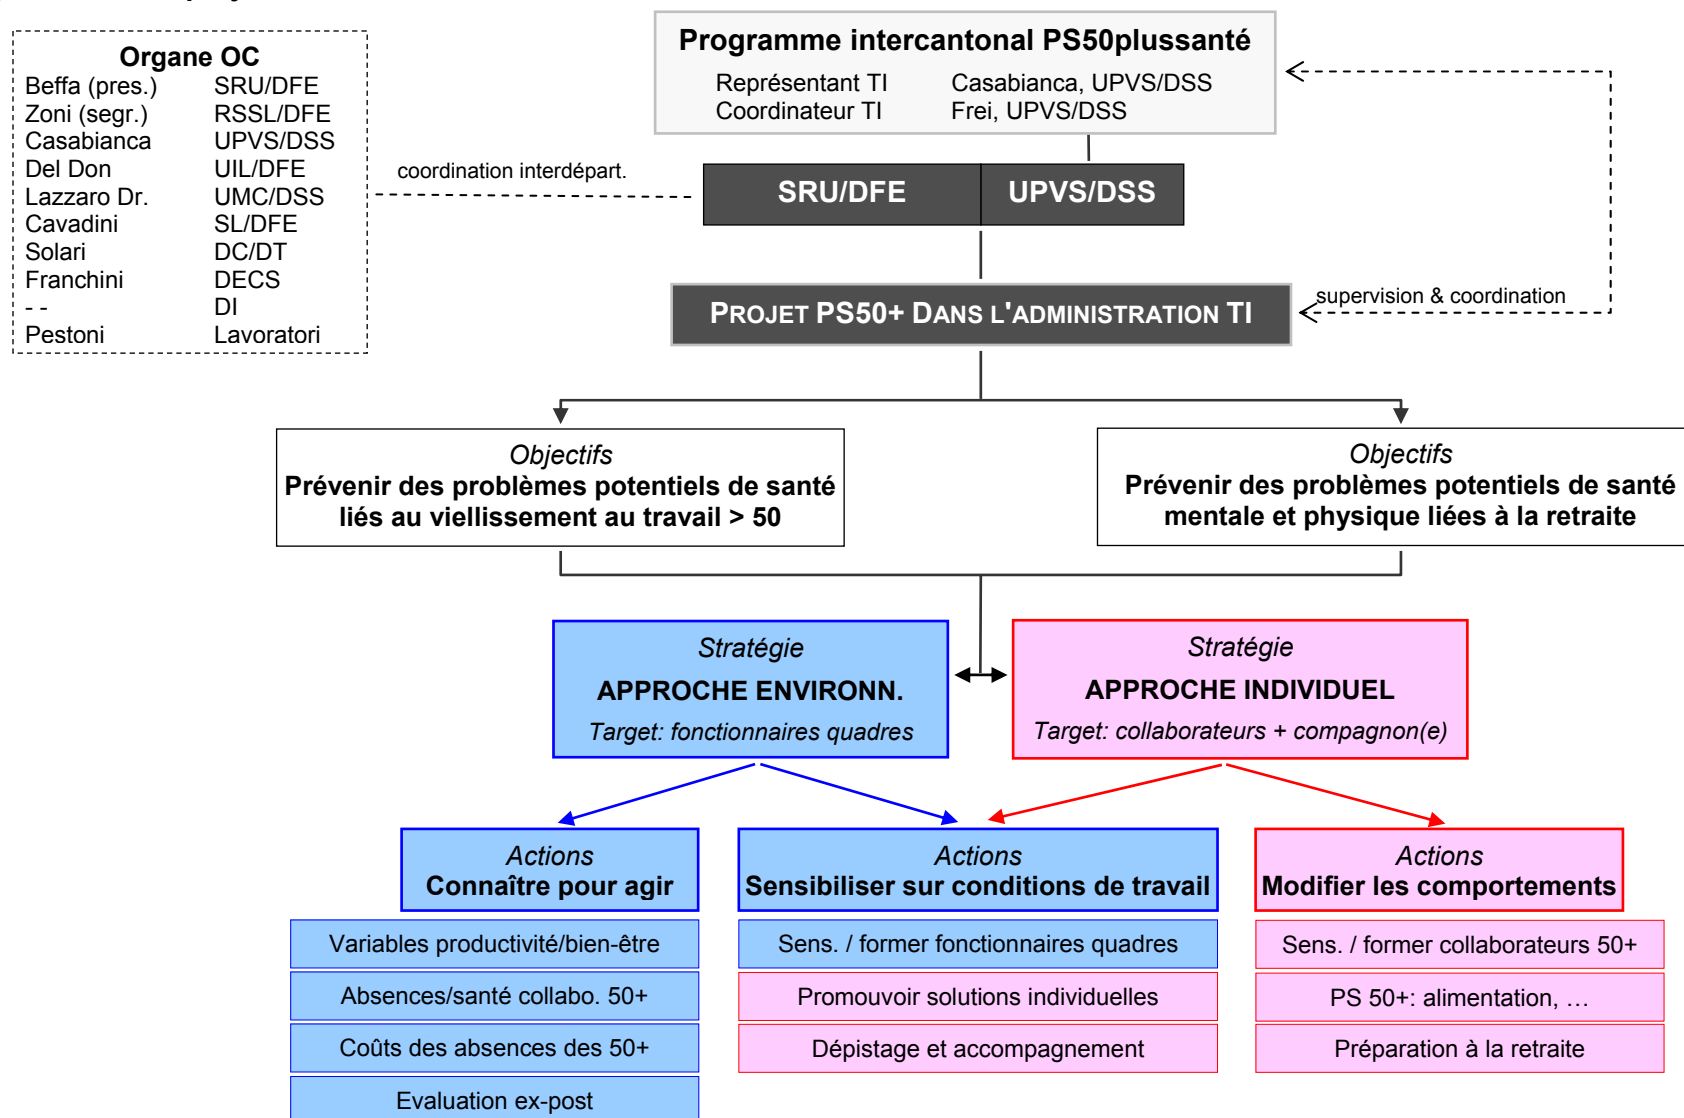 Organe OC
Beffa (pres.) SRU/DFE
Zoni (segr.) RSSL/DFE
Casabianca UPVS/DSS
Del Don UIL/DFE
Lazzaro Dr. UMC/DSS
Cavadini SL/DFE
Solari DC/DT
Franchini DECS
- - DI
Pestoni Lavoratori
Programme intercantonal PS50plussanté
Représentant TI Casabianca, UPVS/DSS
Coordinateur TI Frei, UPVS/DSS
coordination interdépart.
SRU/DFE UPVS/DSS
PROJET PS50+ DANS L'ADMINISTRATION TI
supervision & coordination
Objectifs
Prévenir des problèmes potentiels de santé
liés au viellissement au travail > 50
Objectifs
Prévenir des problèmes potentiels de santé
mentale et physique liées à la retraite
Stratégie
APPROCHE ENVIRONN.
Target: fonctionnaires quadres
Stratégie
APPROCHE INDIVIDUEL
Target: collaborateurs + compagnon(e)
Actions
Connaître pour agir
Variables productivité/bien-être
Absences/santé collabo. 50+
Coûts des absences des 50+
Evaluation ex-post
Actions
Sensibiliser sur conditions de travail
Sens. / former fonctionnaires quadres
Promouvoir solutions individuelles
Dépistage et accompagnement
Actions
Modifier les comportements
Sens. / former collaborateurs 50+
PS 50+: alimentation, …
Préparation à la retraite